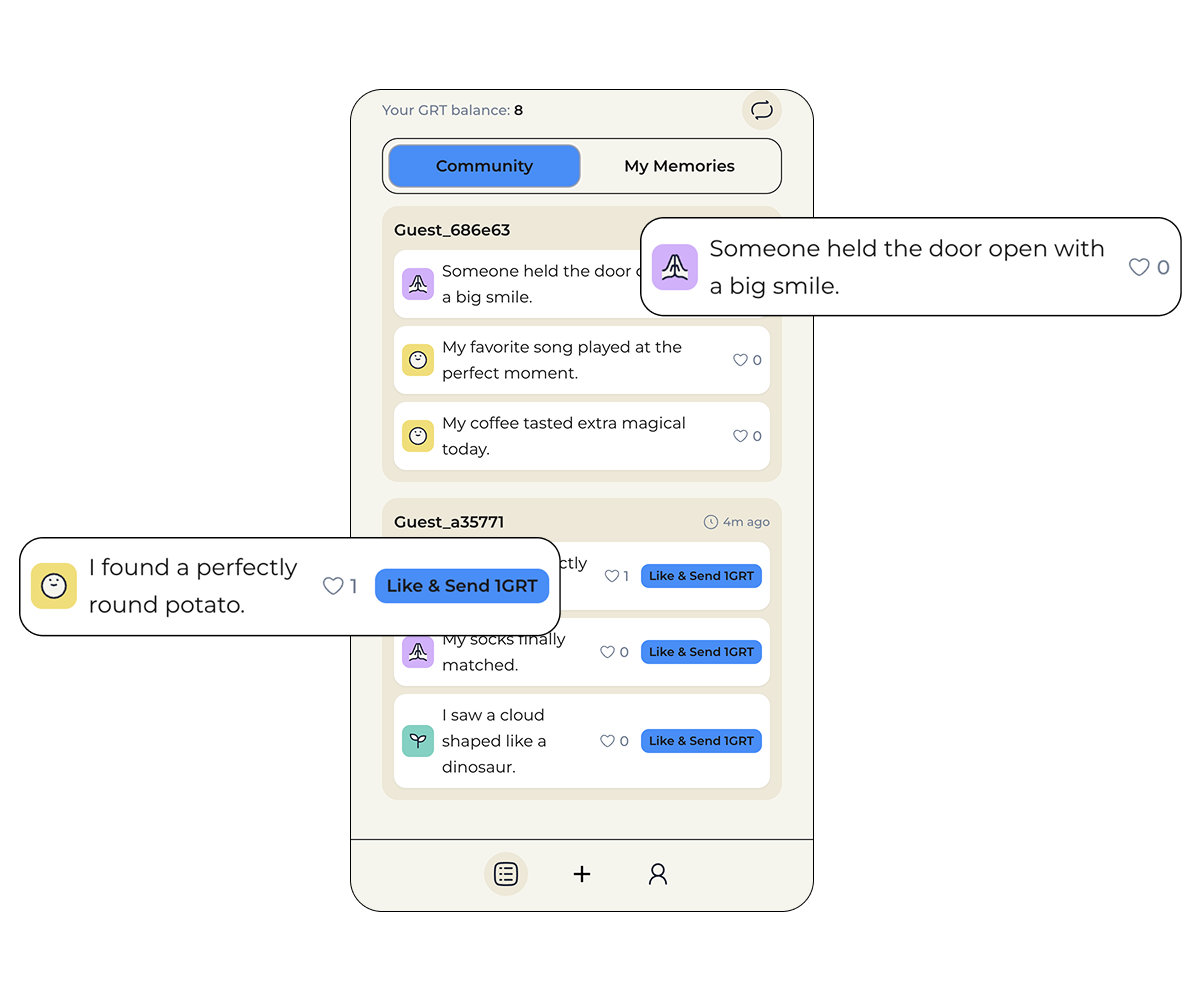 Your GRT balance: 8
Community
My Memories
Guest_686e63
Someone held the door
a big smile.
Someone held the door open with
a big smile.
0
My favorite song played at the
perfect moment.
0
My coffee tasted extra magical
today.
0
Guest_a35771
4m ago
I found a perfectly
round potato.
1
Like & Send 1GRT
ctly
1
Like & Send 1GRT
My socks finally
matched.
0
Like & Send 1GRT
I saw a cloud
shaped like a
dinosaur.
0
Like & Send 1GRT